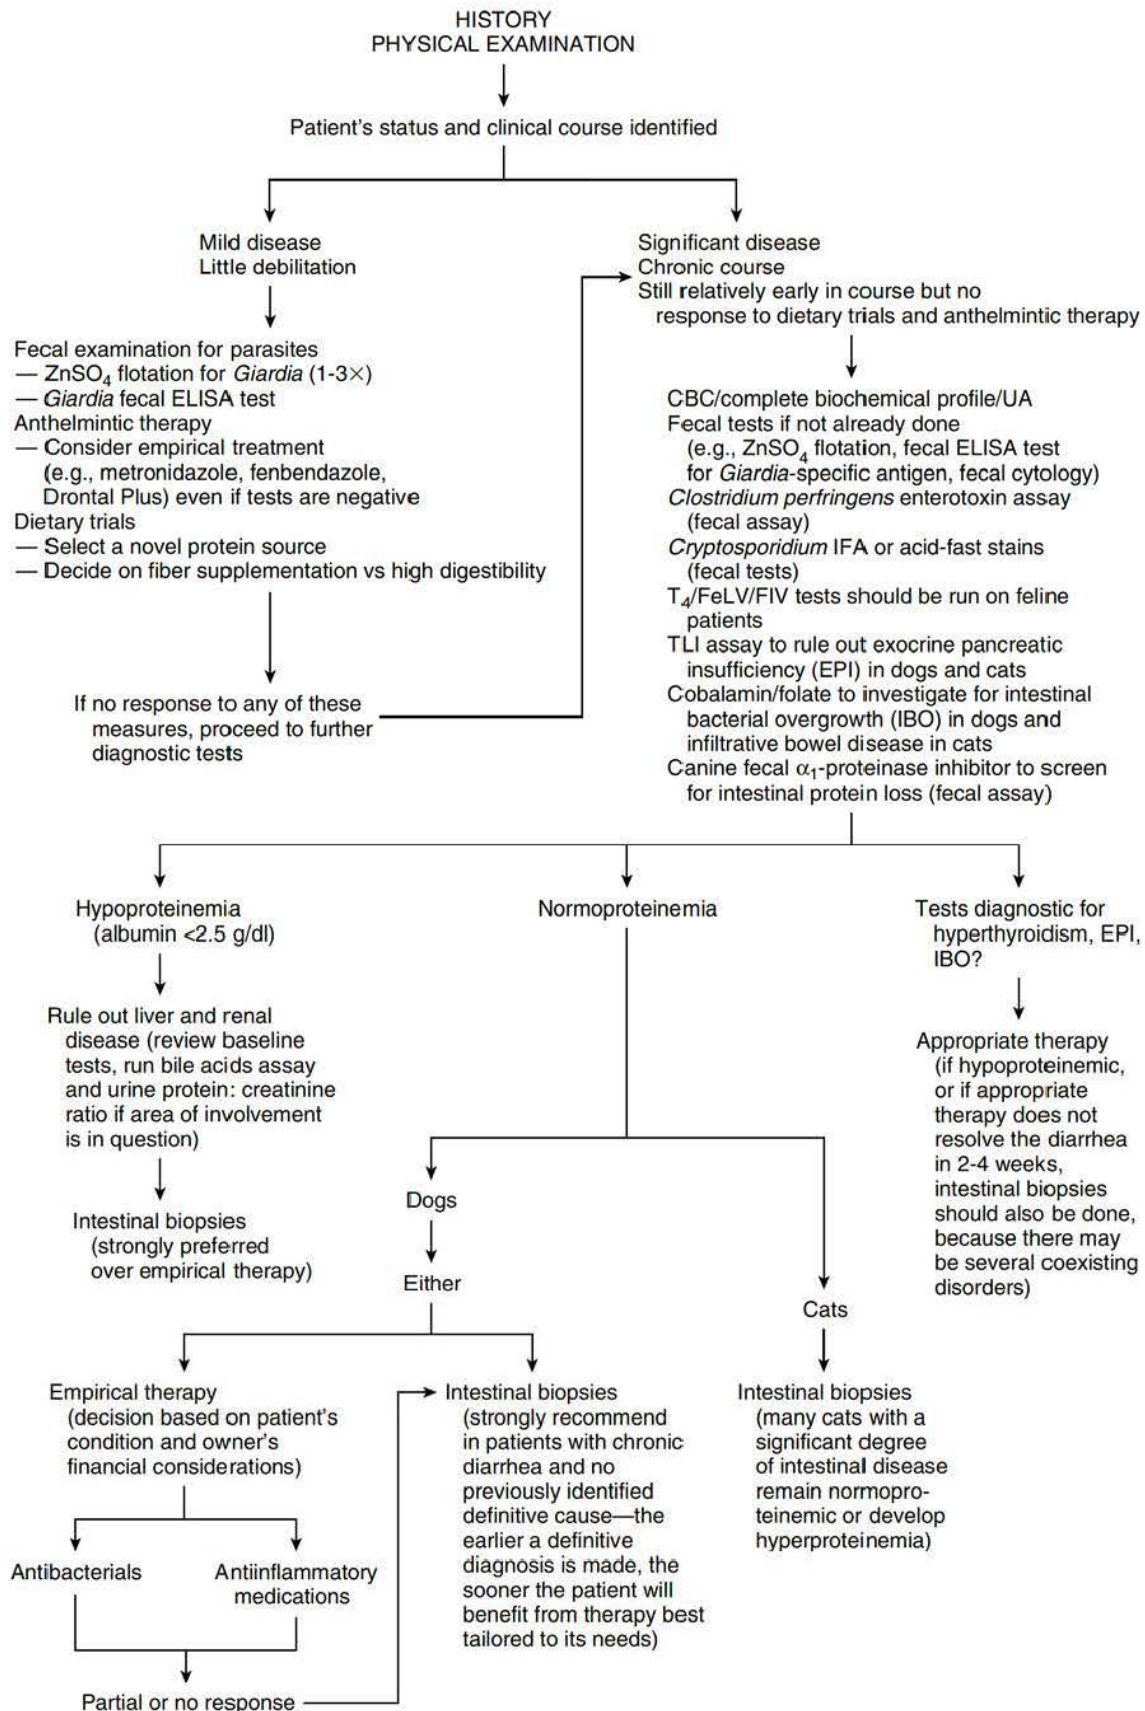 HISTORY
PHYSICAL EXAMINATION
Patient's status and clinical course identified
Mild disease
Little debilitation
Fecal examination for parasites
— ZnSO₄ flotation for Giardia (1-3×)
— Giardia fecal ELISA test
Anthelmintic therapy
— Consider empirical treatment
(e.g., metronidazole, fenbendazole,
Drontal Plus) even if tests are negative
Dietary trials
— Select a novel protein source
— Decide on fiber supplementation vs high digestibility
If no response to any of these
measures, proceed to further
diagnostic tests
Significant disease
Chronic course
Still relatively early in course but no
response to dietary trials and anthelmintic therapy
CBC/complete biochemical profile/UA
Fecal tests if not already done
(e.g., ZnSO₄ flotation, fecal ELISA test
for Giardia-specific antigen, fecal cytology)
Clostridium perfringens enterotoxin assay
(fecal assay)
Cryptosporidium IFA or acid-fast stains
(fecal tests)
T₄/FeLV/FIV tests should be run on feline
patients
TLI assay to rule out exocrine pancreatic
insufficiency (EPI) in dogs and cats
Cobalamin/folate to investigate for intestinal
bacterial overgrowth (IBO) in dogs and
infiltrative bowel disease in cats
Canine fecal α₁-proteinase inhibitor to screen
for intestinal protein loss (fecal assay)
Hypoproteinemia
(albumin <2.5 g/dl)
Rule out liver and renal
disease (review baseline
tests, run bile acids assay
and urine protein: creatinine
ratio if area of involvement
is in question)
Intestinal biopsies
(strongly preferred
over empirical therapy)
Normoproteinemia
Dogs
Either
Empirical therapy
(decision based on patient's
condition and owner's
financial considerations)
Antibacterials
Antiinflammatory
medications
Partial or no response
Intestinal biopsies
(strongly recommend
in patients with chronic
diarrhea and no
previously identified
definitive cause—the
earlier a definitive
diagnosis is made, the
sooner the patient will
benefit from therapy best
tailored to its needs)
Cats
Intestinal biopsies
(many cats with a
significant degree
of intestinal disease
remain normopro-
teinemic or develop
hyperproteinemia)
Tests diagnostic for
hyperthyroidism, EPI,
IBO?
Appropriate therapy
(if hypoproteinemic,
or if appropriate
therapy does not
resolve the diarrhea
in 2-4 weeks,
intestinal biopsies
should also be done,
because there may
be several coexisting
disorders)